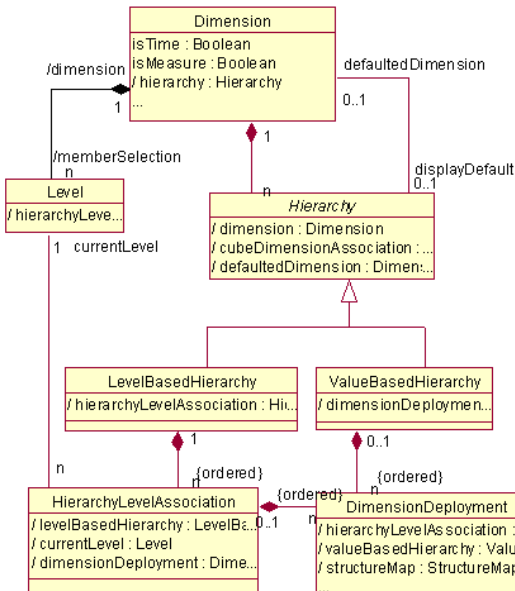 Dimension
isTime : Boolean
isMeasure : Boolean
/ hierarchy : Hierarchy
...
/dimension
1
defaultedDimension
0..1
1
/memberSelection
n
displayDefault
0..1
Level
/ hierarchyLeve...
n
Hierarchy
/ dimension : Dimension
/ cubeDimensionAssociation : ...
/ defaultedDimension : Dimen...
1 currentLevel
LevelBasedHierarchy
/ hierarchyLevelAssociation : Hi...
ValueBasedHierarchy
/ dimensionDeploymen...
1
0..1
n
n
{ordered}
{ordered}
n
HierarchyLevelAssociation
/ levelBasedHierarchy : LevelBa...
/ currentLevel : Level
/ dimensionDeployment : Dime...
{ordered}
0..1
n
DimensionDeployment
/ hierarchyLevelAssociation :
/ valueBasedHierarchy : Valu
/ structureMap : StructureMap
...